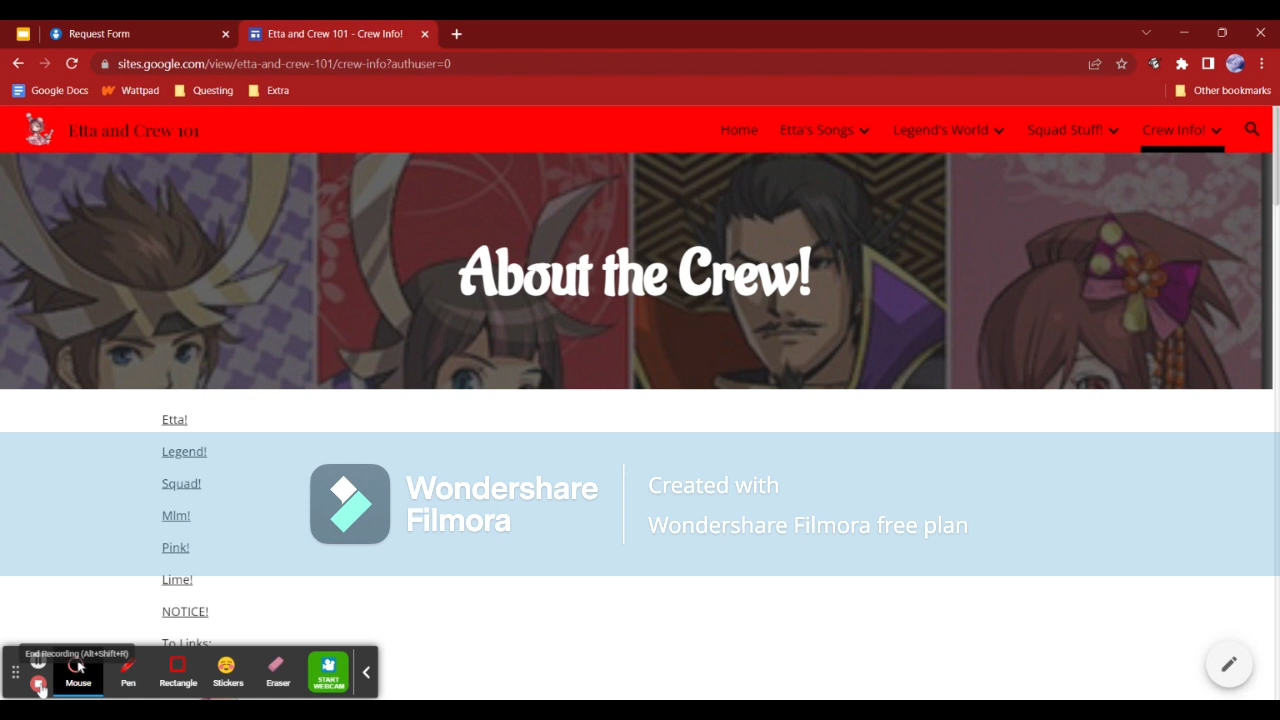 Request Form
Etta and Crew 101 - Crew Info!
sites.google.com/view/etta-and-crew-101/crew-info?authuser=0
Google Docs
Wattpad
Questing
Extra
Other bookmarks
Etta and Crew 101
Home
Etta's Songs
Legend's World
Squad Stuff!
Crew Info!
About the Crew!
Etta!
Legend!
Squad!
Mlm!
Pink!
Lime!
NOTICE!
To Links:
Wondershare
Filmora
Created with
Wondershare Filmora free plan
End Recording (Alt+Shift+R)
Mouse
Pen
Rectangle
Stickers
Eraser
START
WEBCAM